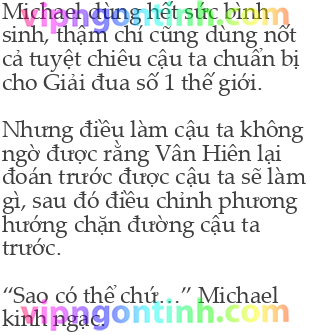 Michael dùng hết sức bình
sinh, thậm chí cũng dùng nốt
cả tuyệt chiêu cậu ta chuẩn bị
cho Giải đua số 1 thế giới.
Nhưng điều làm cậu ta không
ngờ được rằng Vân Hiên lại
đoán trước được cậu ta sẽ làm
gì, sau đó điều chỉnh phương
hướng chặn đường cậu ta
trước.
“Sao có thể chứ...” Michael
kinh ngạc.
vipngontinh.com
vipngontinh.com